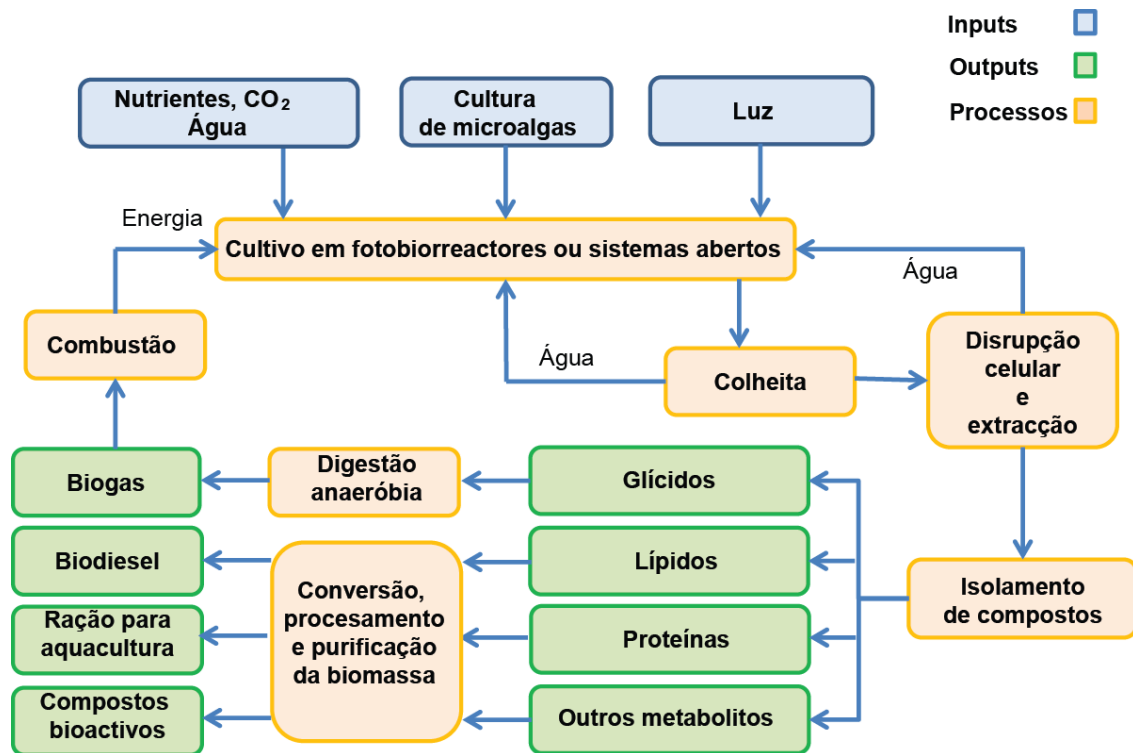 Inputs
Outputs
Processos
Nutrientes, CO₂
Água
Cultura
de microalgas
Luz
Energia
Cultivo em fotobiorreactores ou sistemas abertos
Água
Combustão
Água
Colheita
Disrupção
celular
e
extracção
Biogas
Digestão
anaeróbia
Glícidos
Biodiesel
Conversão,
procesamento
e purificação
da biomassa
Lípidos
Isolamento
de compostos
Ração para
aquacultura
Proteínas
Compostos
bioactivos
Outros metabolitos